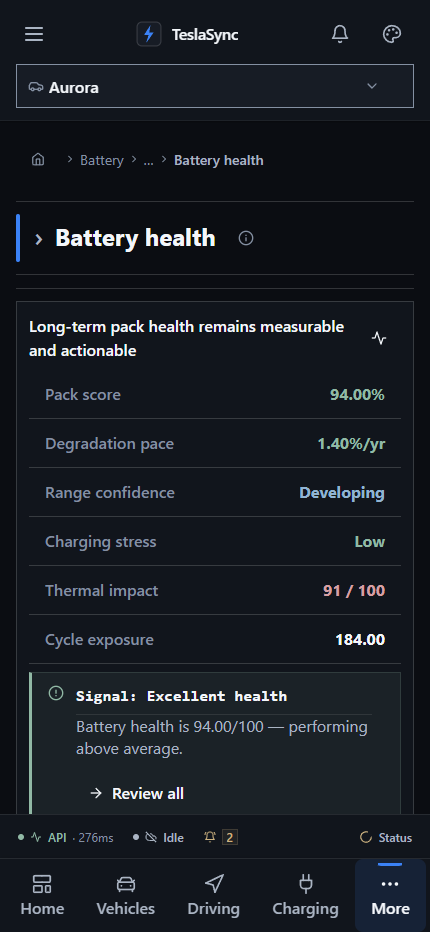 TeslaSync
Aurora
Battery
...
Battery health
Battery health
Long-term pack health remains measurable
and actionable
Pack score 94.00%
Degradation pace 1.40%/yr
Range confidence Developing
Charging stress Low
Thermal impact 91 / 100
Cycle exposure 184.00
Signal: Excellent health
Battery health is 94.00/100 — performing
above average.
Review all
API · 276ms Idle 2 Status
Home Vehicles Driving Charging More